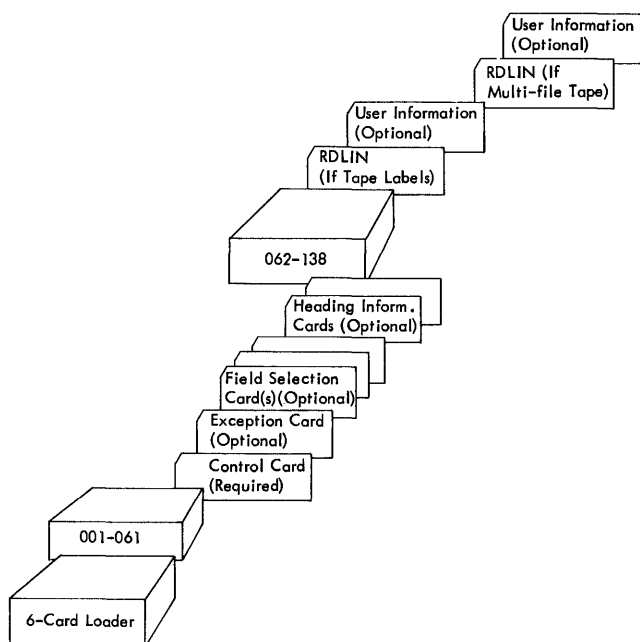 User Information
(Optional)
RDLIN (If
Multi-file Tape)
User Information
(Optional)
RDLIN
(If Tape Labels)
062-138
Heading Inform.
Cards (Optional)
Field Selection
Card(s)(Optional)
Exception Card
(Optional)
Control Card
(Required)
001-061
6-Card Loader